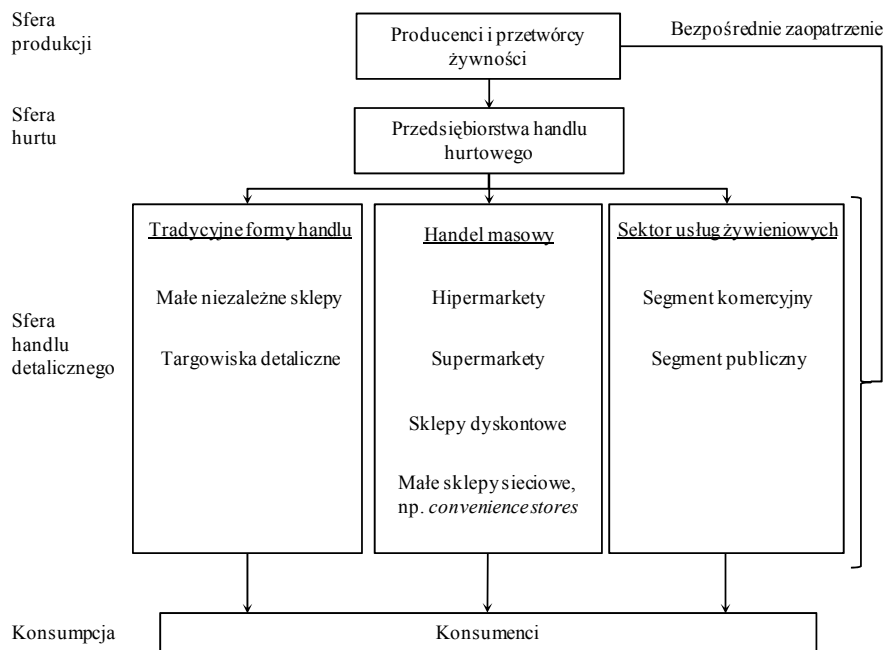 Sfera
produkcji
Producenci i przetwórcy
żywności
Bezpośrednie zaopatrzenie
Sfera
hurtu
Przedsiębiorstwa handlu
hurtowego
Tradycyjne formy handlu
Handel masowy
Sektor usług żywieniowych
Małe niezależne sklepy
Hipermarkety
Segment komercyjny
Sfera
handlu
detalicznego
Targowiska detaliczne
Supermarkety
Segment publiczny
Sklepy dyskontowe
Małe sklepy sieciowe,
np. convenience stores
Konsumpcja
Konsumenci